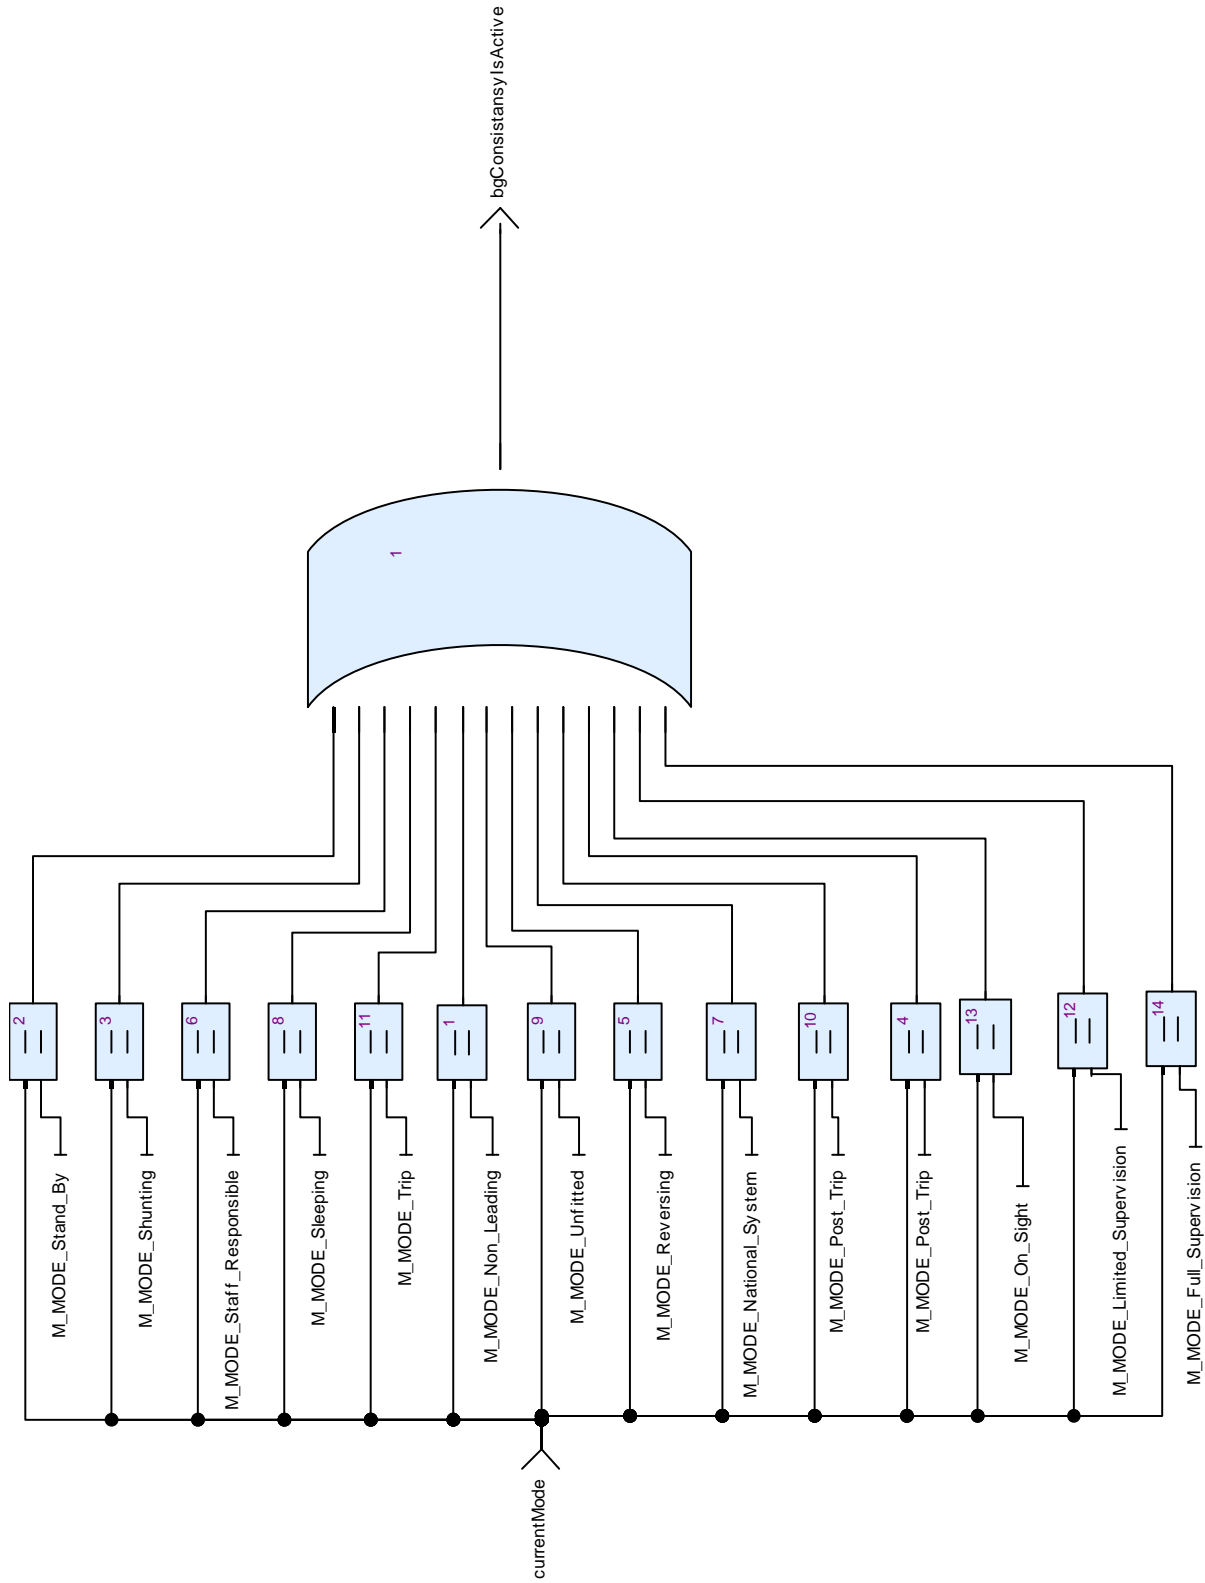 bgConsistansyIsActive
1
2
3
6
8
11
1
9
5
7
10
4
13
12
14
M_MODE_Stand_By
M_MODE_Shunting
M_MODE_Staff_Responsible
M_MODE_Sleeping
M_MODE_Trip
M_MODE_Non_Leading
M_MODE_Unfitted
M_MODE_Reversing
M_MODE_National_System
M_MODE_Post_Trip
M_MODE_Post_Trip
M_MODE_On_Sight
M_MODE_Limited_Supervision
M_MODE_Full_Supervision
currentMode